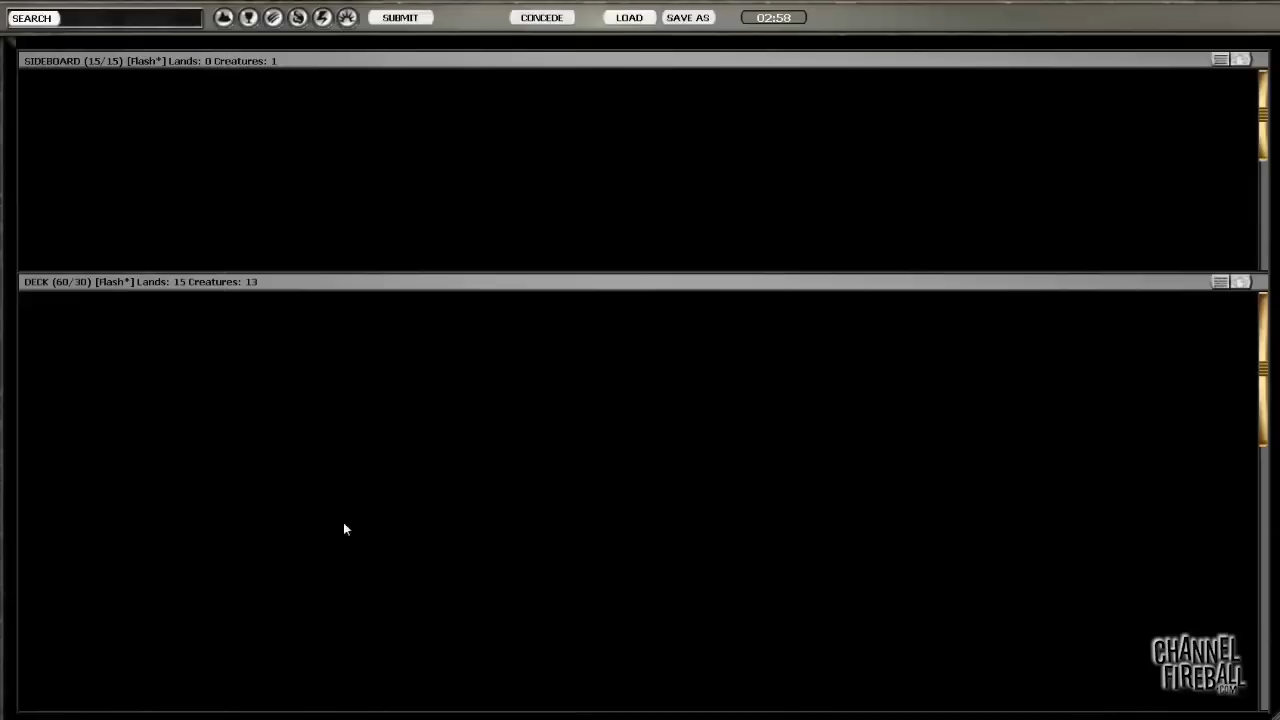 SEARCH SUBMIT CONCEDE LOAD SAVE AS 02:58
SIDEBOARD (15/15) [Flash*] Lands: 0 Creatures: 1
DECK (60/30) [Flash*] Lands: 15 Creatures: 13
CHANNEL
FIREBALL
.COM